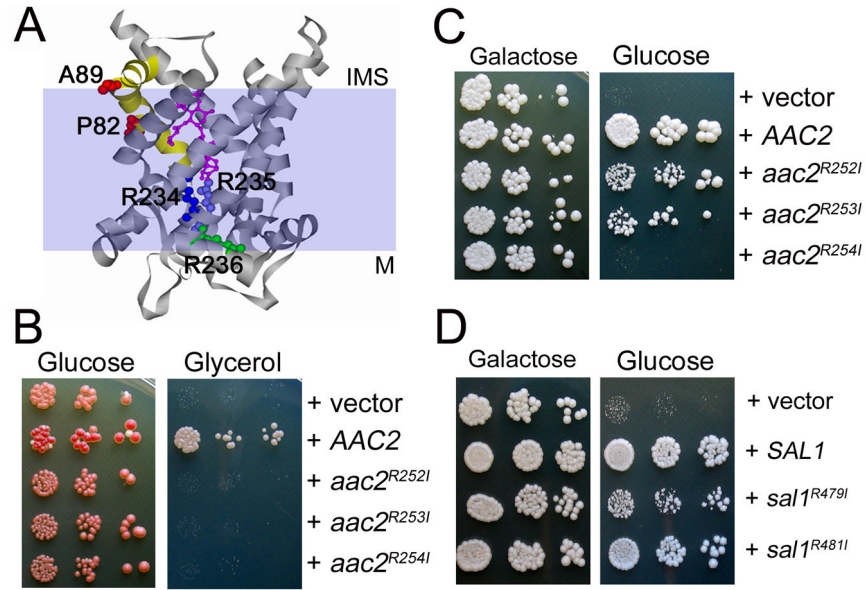 A
IMS
A89
P82
R234
R235
R236
M
B
Glucose
Glycerol
+ vector
+ AAC2
+ aac2R252I
+ aac2R253I
+ aac2R254I
C
Galactose
Glucose
+ vector
+ AAC2
+ aac2R252I
+ aac2R253I
+ aac2R254I
D
Galactose
Glucose
+ vector
+ SAL1
+ sal1R479I
+ sal1R481I